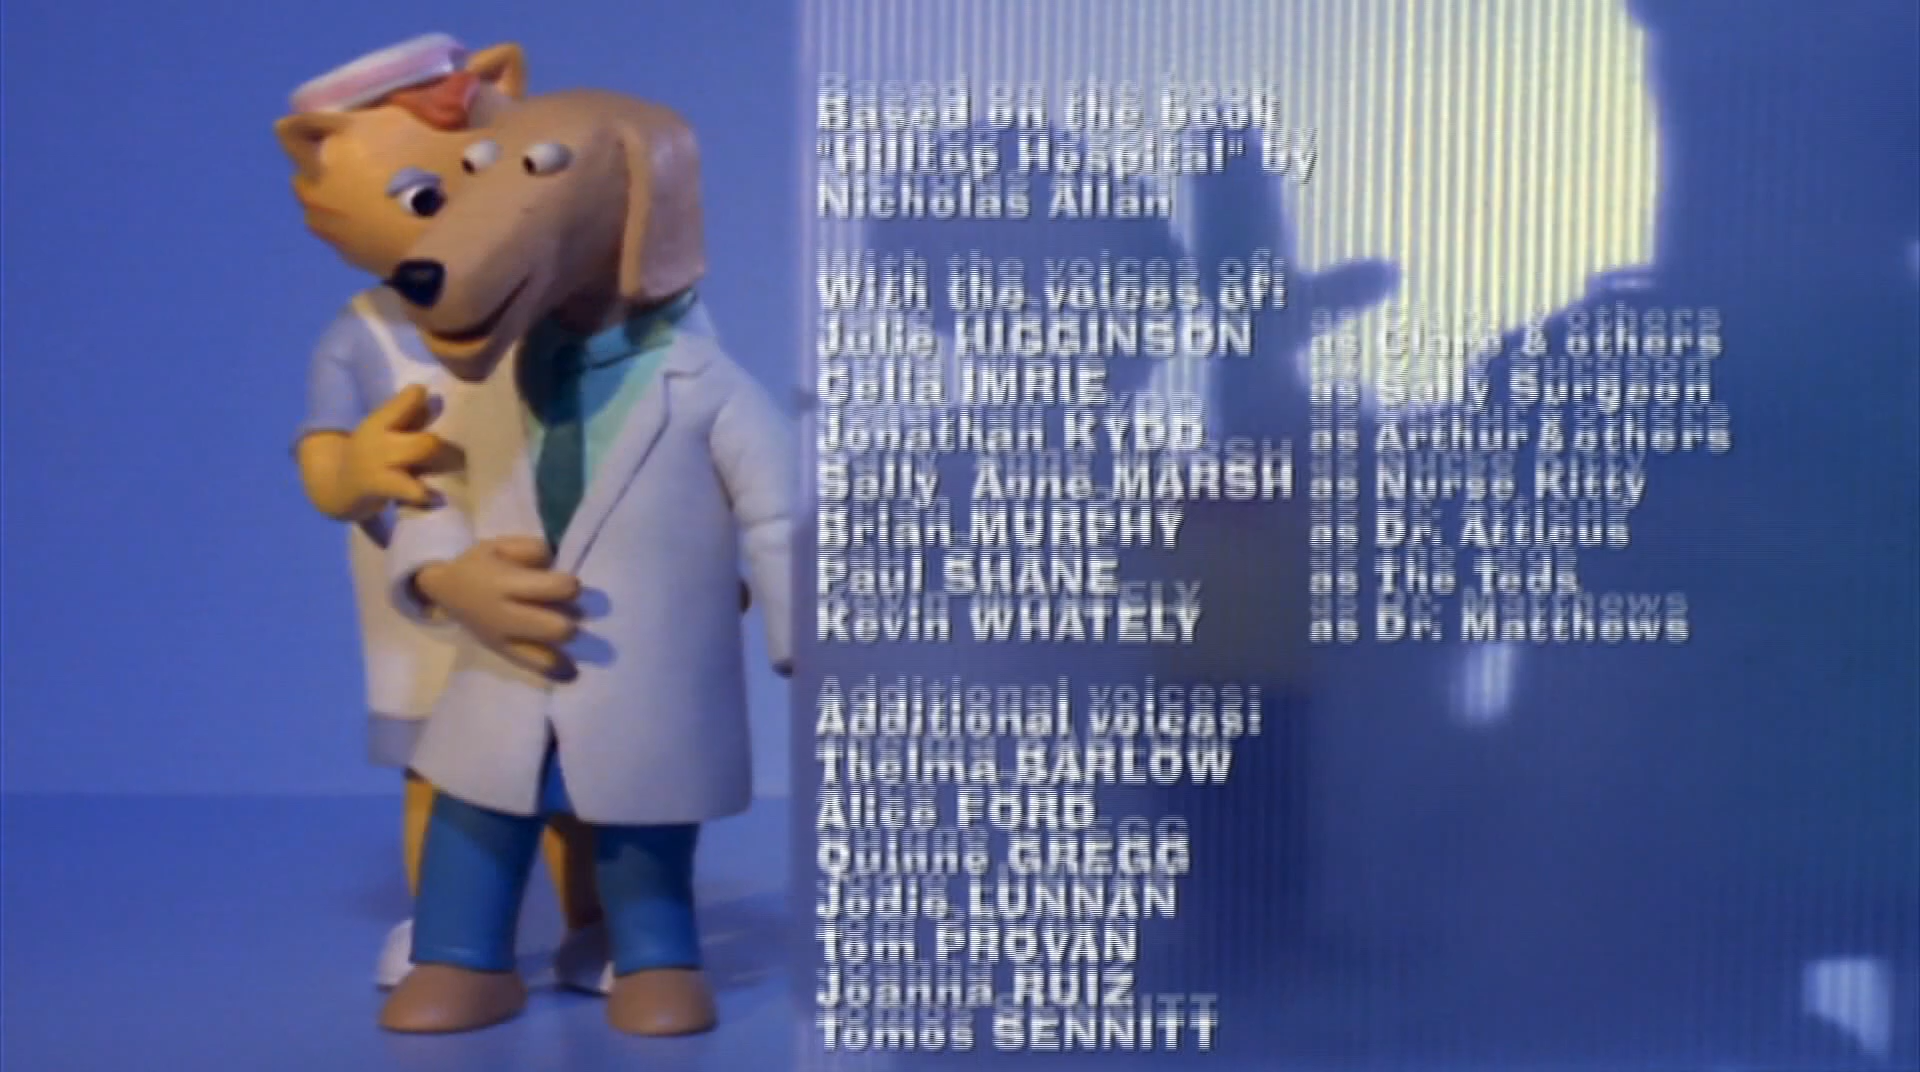 Based on the book
"Hilltop Hospital" by
Nicholas Allan
With the voices of:
Julie HIGGINSON as Clare & others
Celia IMRIE as Sally Surgeon
Jonathan KYDD as Arthur & others
Sally Anne MARSH as Nurse Kitty
Brian MURPHY as Dr. Atticus
Paul SHANE as The Teds
Kevin WHATELY as Dr. Matthews
Additional voices:
Thelma BARLOW
Alice FORD
Quinne GREGG
Jodie LUNNAN
Tom PROVAN
Joanna RUIZ
Tomos SENNITT